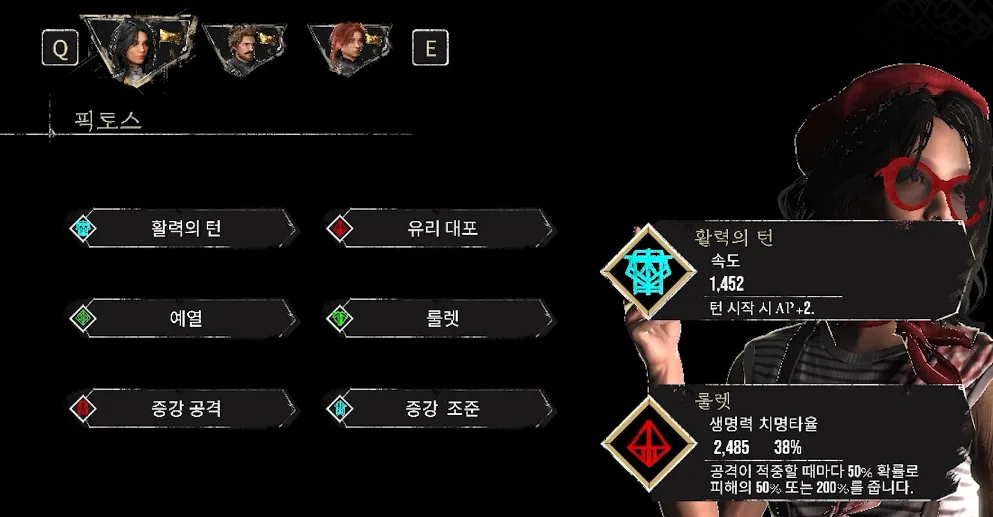 Q E
픽토스
활력의 턴 유리 대포
예열 룰렛
증강 공격 증강 조준
활력의 턴
속도
1,452
턴 시작 시 AP +2.
룰렛
생명력 치명타율
2,485 38%
공격이 적중할 때마다 50% 확률로
피해의 50% 또는 200%를 줍니다.